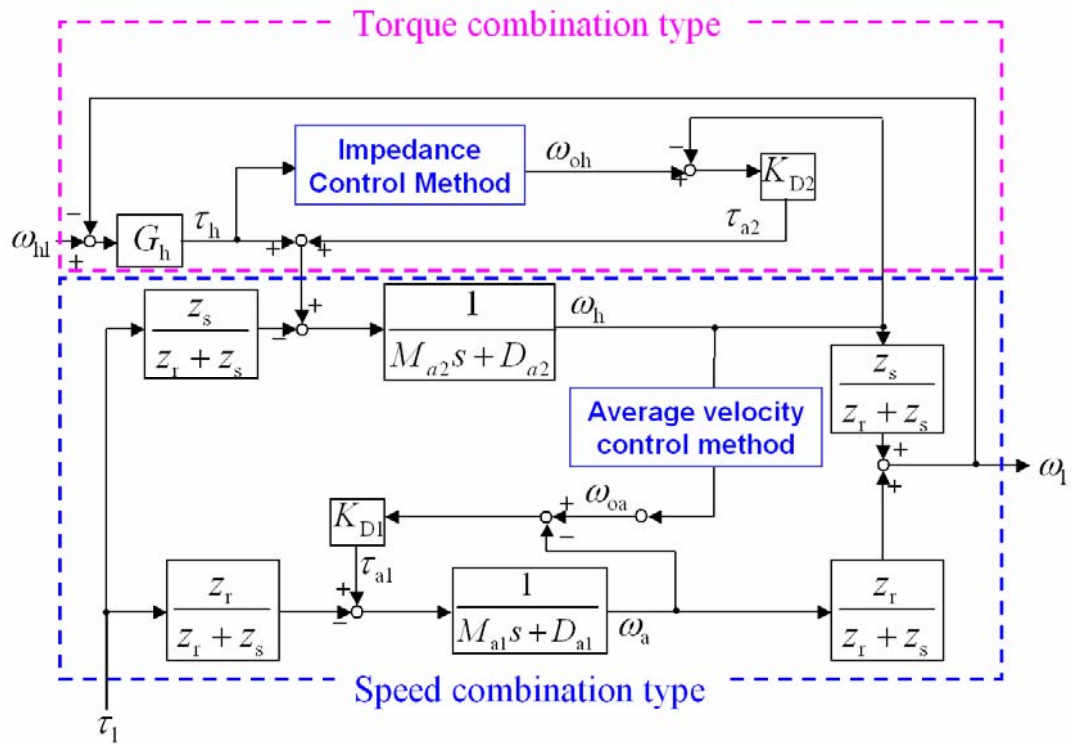 Torque combination type
Impedance
Control Method
ω_oh
−
+
K_D2
τ_a2
−
ω_hl
+
G_h
τ_h
+
+
z_s
z_r + z_s
−
+
1
M_a2 s + D_a2
ω_h
z_s
z_r + z_s
Average velocity
control method
+
+
ω_l
K_D1
+
−
ω_oa
τ_a1
z_r
z_r + z_s
+
−
1
M_a1 s + D_a1
ω_a
z_r
z_r + z_s
Speed combination type
τ_l